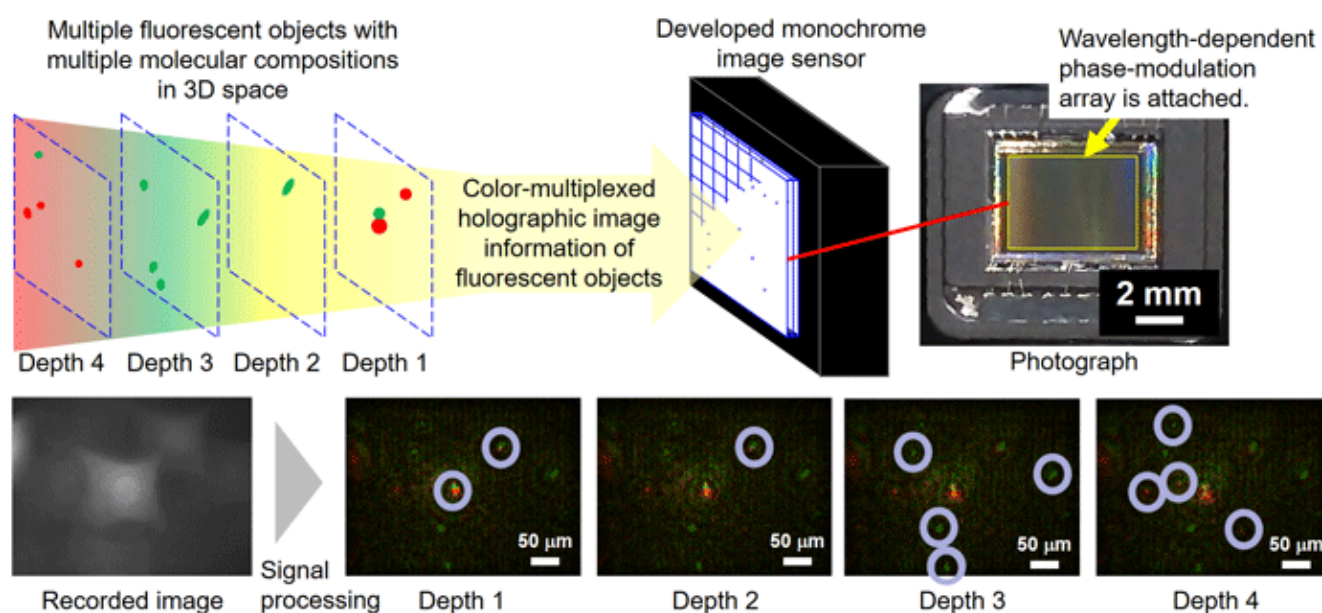 Multiple fluorescent objects with
multiple molecular compositions
in 3D space
Developed monochrome
image sensor
Wavelength-dependent
phase-modulation
array is attached.
Color-multiplexed
holographic image
information of
fluorescent objects
2 mm
Depth 4
Depth 3
Depth 2
Depth 1
Photograph
50 μm
50 μm
50 μm
50 μm
Recorded image
Signal
processing
Depth 1
Depth 2
Depth 3
Depth 4